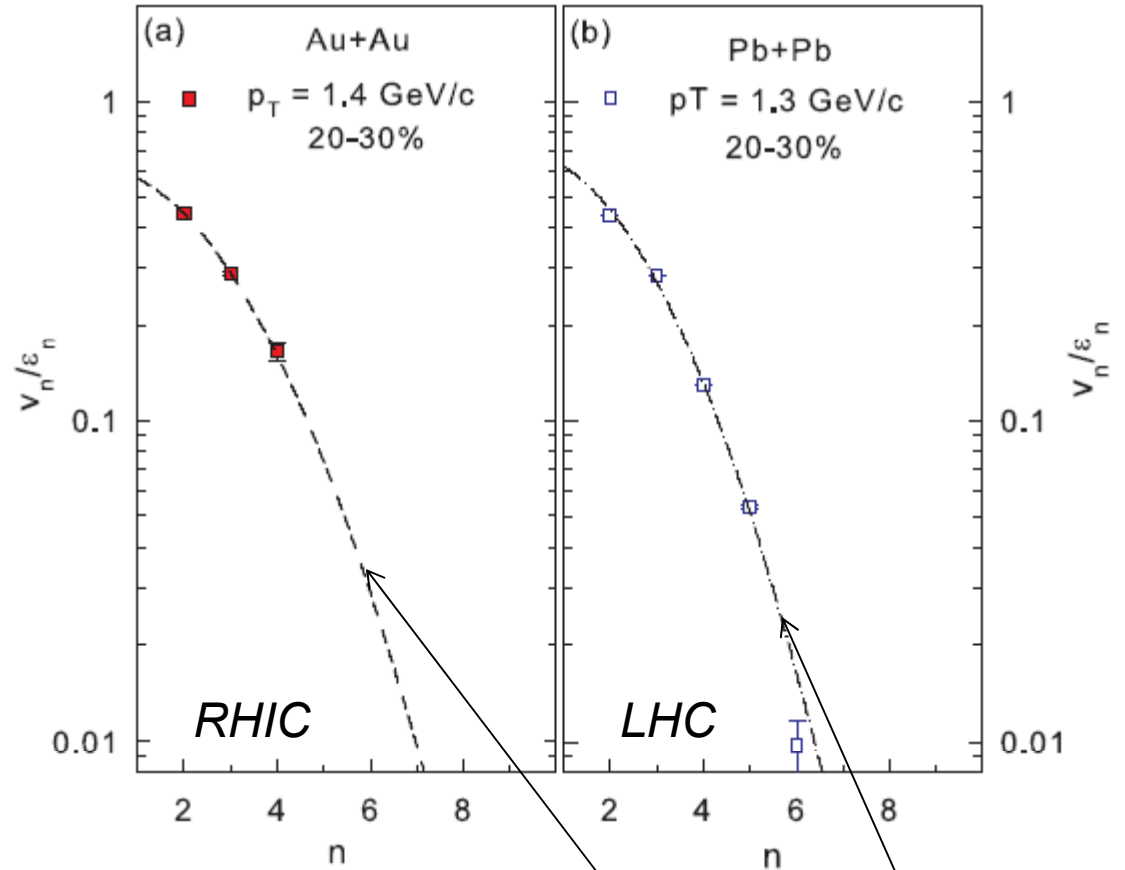 (a)
Au+Au
p_T = 1.4 GeV/c
20-30%
1
0.1
0.01
v_n/ε_n
RHIC
2 4 6 8
n
(b)
Pb+Pb
pT = 1.3 GeV/c
20-30%
LHC
2 4 6 8
n
1
0.1
0.01
v_n/ε_n